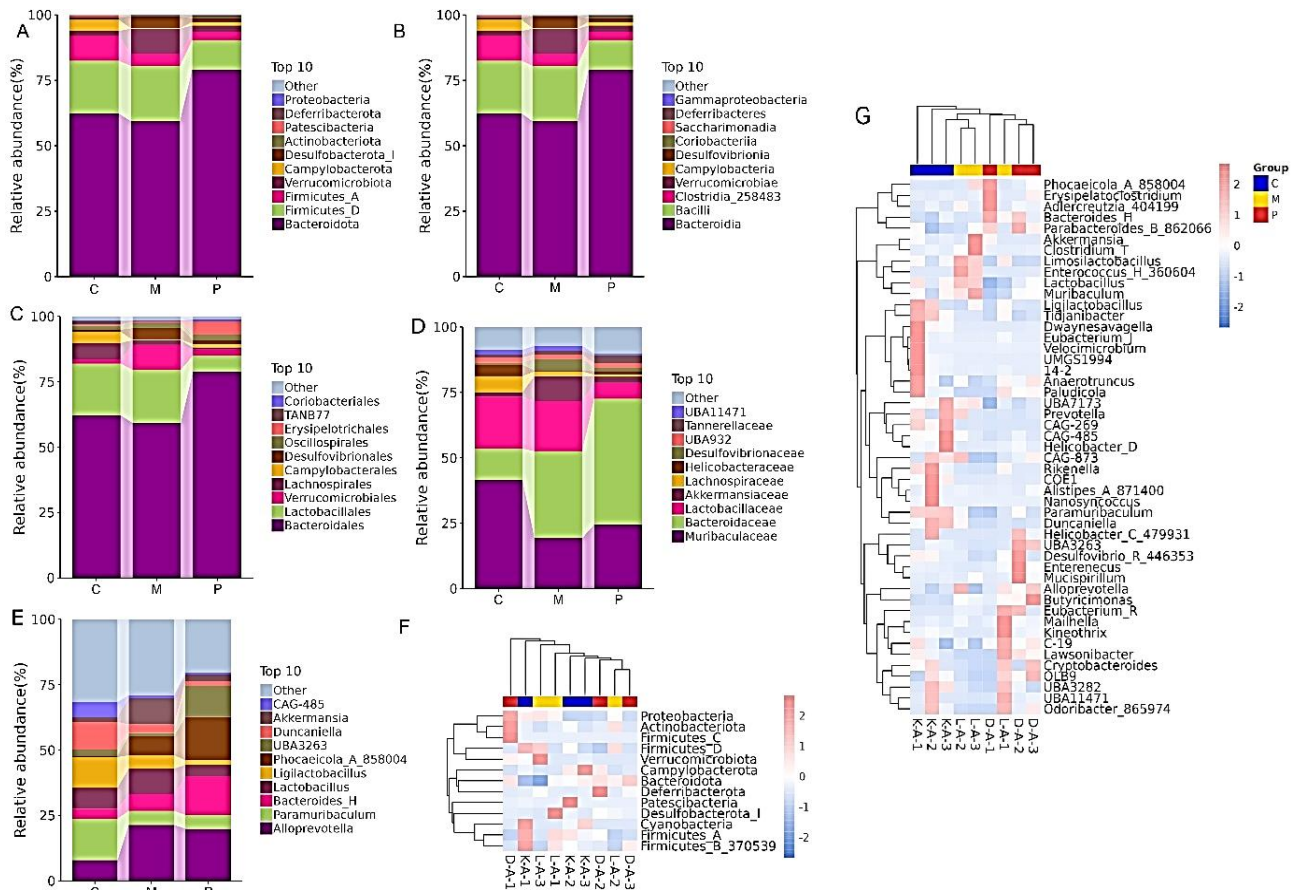 A
Relative abundance(%)
100
75
50
25
0
C M P
Top 10
Other
Proteobacteria
Deferribacterota
Patescibacteria
Actinobacteriota
Desulfobacterota_I
Campylobacterota
Verrucomicrobiota
Firmicutes_A
Firmicutes_D
Bacteroidota
B
Relative abundance(%)
100
75
50
25
0
C M P
Top 10
Other
Gammaproteobacteria
Deferribacteres
Saccharimonadia
Coriobacteriia
Desulfovibrionia
Campylobacteria
Verrucomicrobiae
Clostridia_258483
Bacilli
Bacteroidia
C
Relative abundance(%)
100
75
50
25
0
C M P
Top 10
Other
Coriobacteriales
TANB77
Erysipelotrichales
Oscillospirales
Desulfovibrionales
Campylobacterales
Lachnospirales
Verrucomicrobiales
Lactobacillales
Bacteroidales
D
Relative abundance(%)
100
75
50
25
0
C M P
Top 10
Other
UBA11471
Tannerellaceae
UBA932
Desulfovibrionaceae
Helicobacteraceae
Lachnospiraceae
Akkermansiaceae
Lactobacillaceae
Bacteroidaceae
Muribaculaceae
E
Relative abundance(%)
100
75
50
25
0
Top 10
Other
CAG-485
Akkermansia
Duncaniella
UBA3263
Phocaeicola_A_858004
Ligilactobacillus
Lactobacillus
Bacteroides_H
Paramuribaculum
Alloprevotella
F
Proteobacteria
Actinobacteriota
Firmicutes_C
Firmicutes_D
Verrucomicrobiota
Campylobacterota
Bacteroidota
Deferribacterota
Patescibacteria
Desulfobacterota_I
Cyanobacteria
Firmicutes_A
Firmicutes_B_370539
D-A-1
K-A-1
L-A-3
L-A-1
K-A-2
K-A-3
D-A-2
L-A-2
D-A-3
2
1
0
-1
-2
G
Phocaeicola_A_858004
Erysipelatoclostridium
Adlercreutzia_404199
Bacteroides_H
Parabacteroides_B_862066
Akkermansia
Clostridium_T
Limosilactobacillus
Enterococcus_H_360604
Lactobacillus
Muribaculum
Ligilactobacillus
Tidjanibacter
Dwaynesavagella
Eubacterium_J
Velocimicrobium
UMGS1994
14-2
Anaerotruncus
Paludicola
UBA7173
Prevotella
CAG-269
CAG-485
Helicobacter_D
CAG-873
Rikenella
COE1
Alistipes_A_871400
Nanosyncoccus
Paramuribaculum
Duncaniella
Helicobacter_C_479931
UBA3263
Desulfovibrio_R_446353
Enterenecus
Mucispirillum
Alloprevotella
Butyricimonas
Eubacterium_R
Mailhella
Kineothrix
C-19
Lawsonibacter
Cryptobacteroides
OLB9
UBA3282
UBA11471
Odoribacter_865974
K-A-1
K-A-2
K-A-3
L-A-2
L-A-3
D-A-1
L-A-1
D-A-2
D-A-3
2
1
0
-1
-2
Group
C
M
P